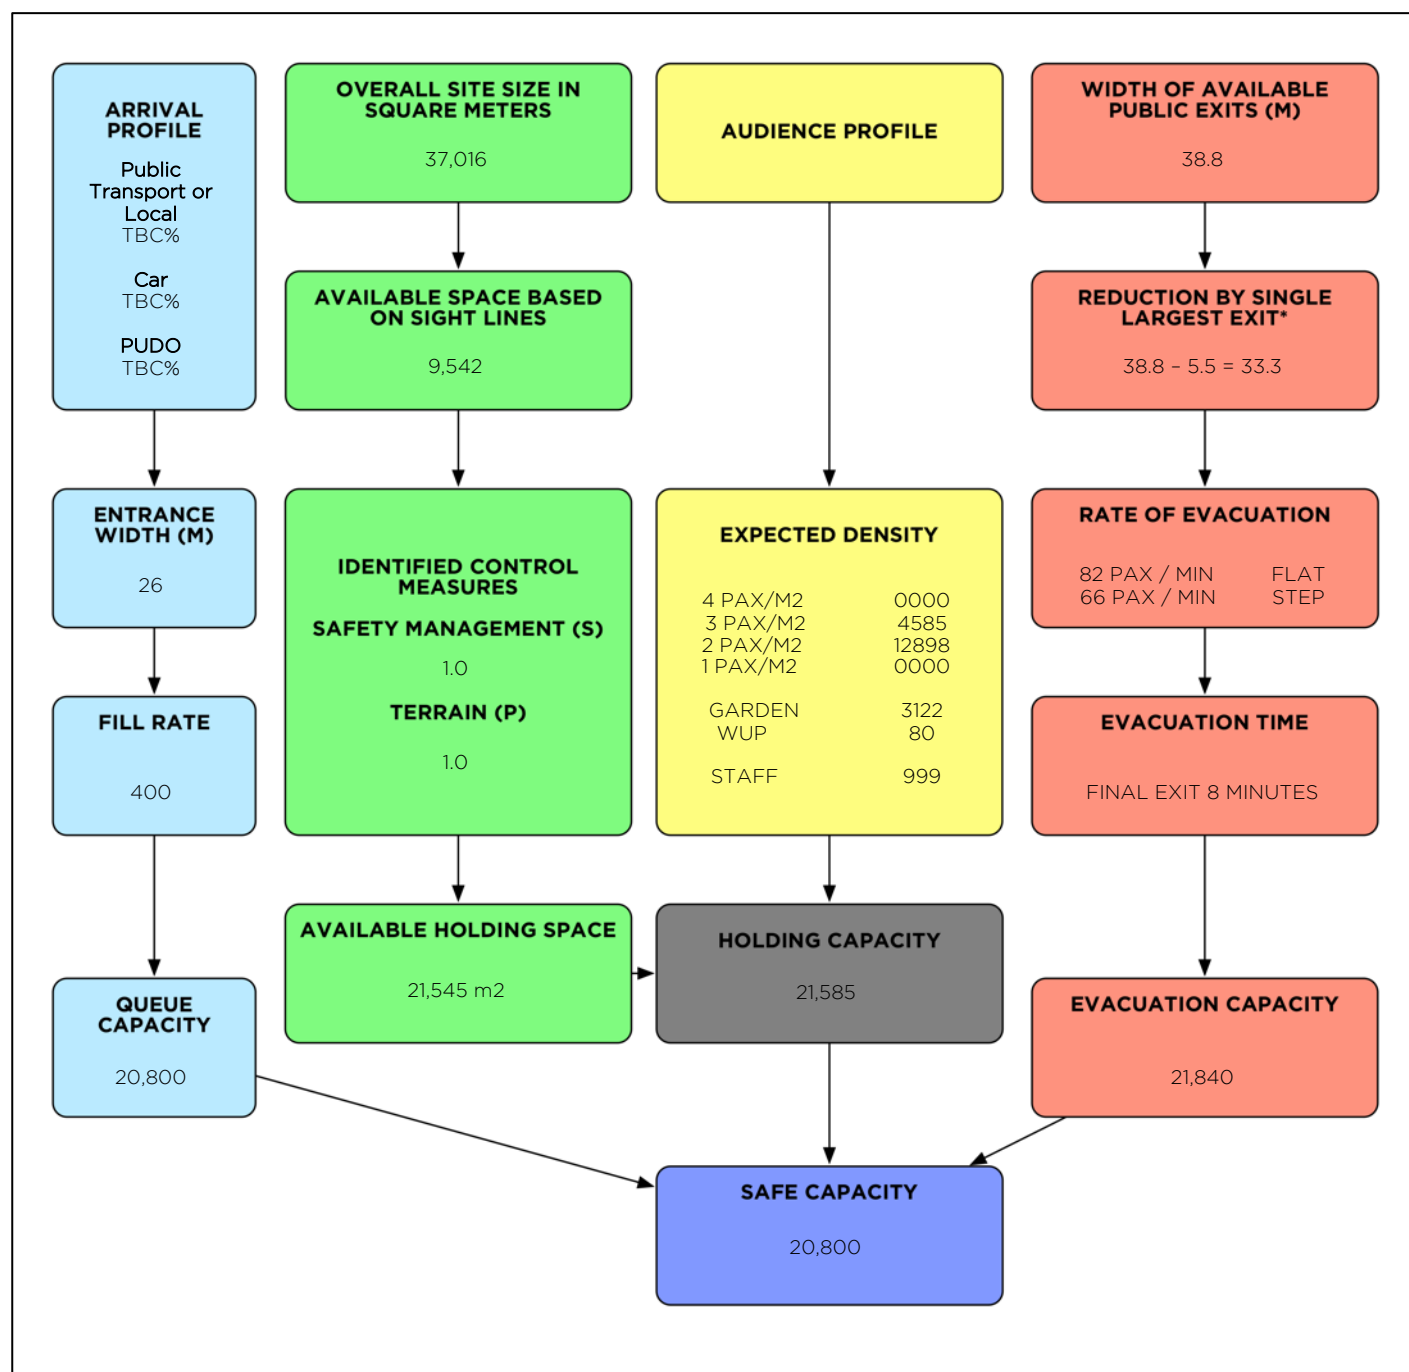 ARRIVAL
PROFILE
Public
Transport or
Local
TBC%
Car
TBC%
PUDO
TBC%
ENTRANCE
WIDTH (M)
26
FILL RATE
400
QUEUE
CAPACITY
20,800
OVERALL SITE SIZE IN
SQUARE METERS
37,016
AVAILABLE SPACE BASED
ON SIGHT LINES
9,542
IDENTIFIED CONTROL
MEASURES
SAFETY MANAGEMENT (S)
1.0
TERRAIN (P)
1.0
AVAILABLE HOLDING SPACE
21,545 m2
AUDIENCE PROFILE
EXPECTED DENSITY
4 PAX/M2 0000
3 PAX/M2 4585
2 PAX/M2 12898
1 PAX/M2 0000
GARDEN 3122
WUP 80
STAFF 999
HOLDING CAPACITY
21,585
WIDTH OF AVAILABLE
PUBLIC EXITS (M)
38.8
REDUCTION BY SINGLE
LARGEST EXIT*
38.8 – 5.5 = 33.3
RATE OF EVACUATION
82 PAX / MIN FLAT
66 PAX / MIN STEP
EVACUATION TIME
FINAL EXIT 8 MINUTES
EVACUATION CAPACITY
21,840
SAFE CAPACITY
20,800